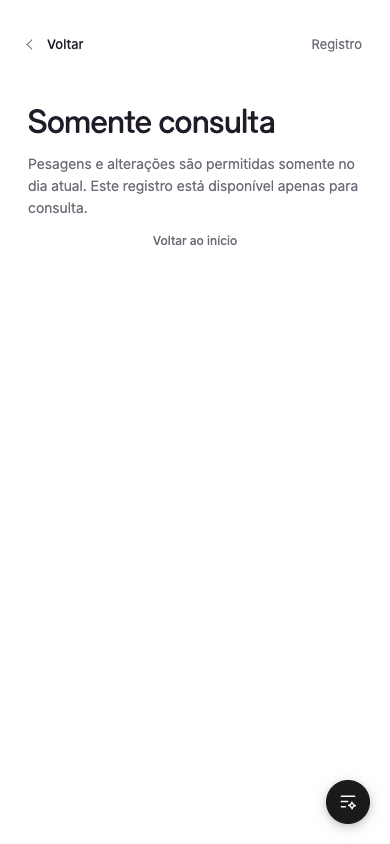 Voltar
Registro
Somente consulta
Pesagens e alterações são permitidas somente no
dia atual. Este registro está disponível apenas para
consulta.
Voltar ao início